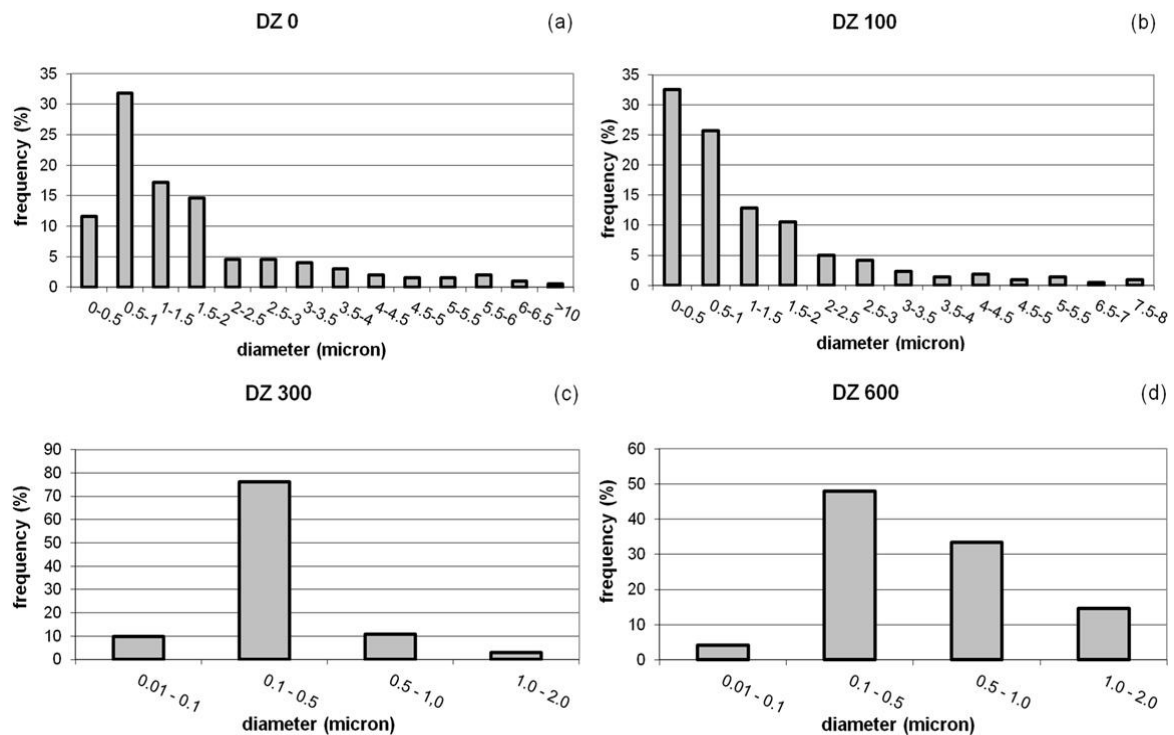 DZ 0 (a)
frequency (%)
35
30
25
20
15
10
5
0
0-0.5 0.5-1 1-1.5 1.5-2 2-2.5 2.5-3 3-3.5 3.5-4 4-4.5 4.5-5 5-5.5 5.5-6 6-6.5 >10
diameter (micron)
DZ 100 (b)
frequency (%)
35
30
25
20
15
10
5
0
0-0.5 0.5-1 1-1.5 1.5-2 2-2.5 2.5-3 3-3.5 3.5-4 4-4.5 4.5-5 5-5.5 6.5-7 7.5-8
diameter (micron)
DZ 300 (c)
frequency (%)
90
80
70
60
50
40
30
20
10
0
0.01 - 0.1 0.1 - 0.5 0.5 - 1,0 1.0 - 2.0
diameter (micron)
DZ 600 (d)
frequency (%)
60
50
40
30
20
10
0
0.01 - 0.1 0.1 - 0.5 0.5 - 1.0 1.0 - 2.0
diameter (micron)